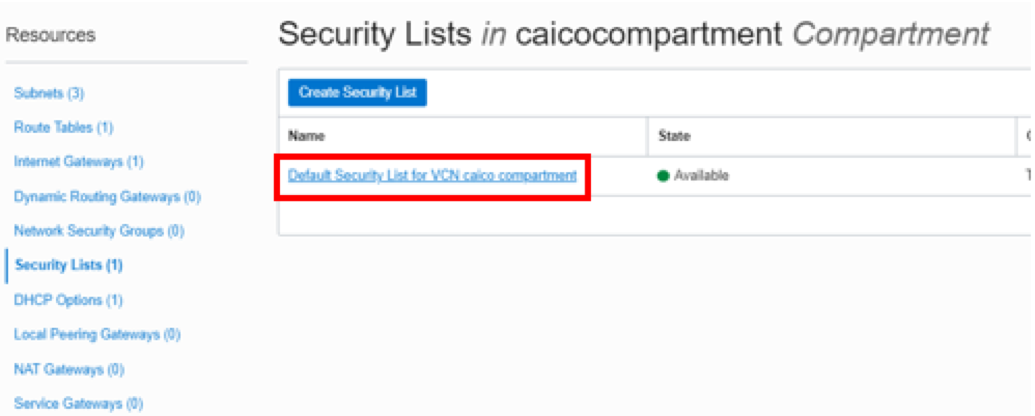 Resources
Subnets (3)
Route Tables (1)
Internet Gateways (1)
Dynamic Routing Gateways (0)
Network Security Groups (0)
Security Lists (1)
DHCP Options (1)
Local Peering Gateways (0)
NAT Gateways (0)
Service Gateways (0)
Security Lists in caicocompartment Compartment
Create Security List
Name State
Default Security List for VCN caico compartment Available